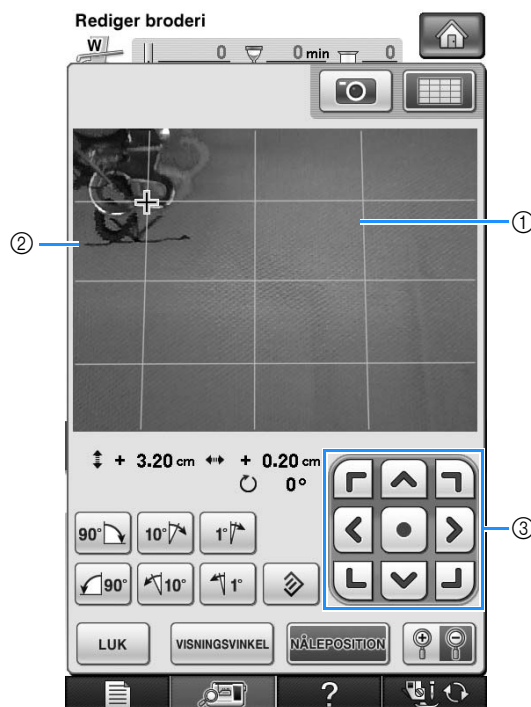 Rediger broderi
W 0 0 min 0
①
②
+ 3.20 cm + 0.20 cm
0°
③
90° 10° 1°
90° 10° 1°
LUK VISNINGSVINKEL NÅLEPOSITION
?